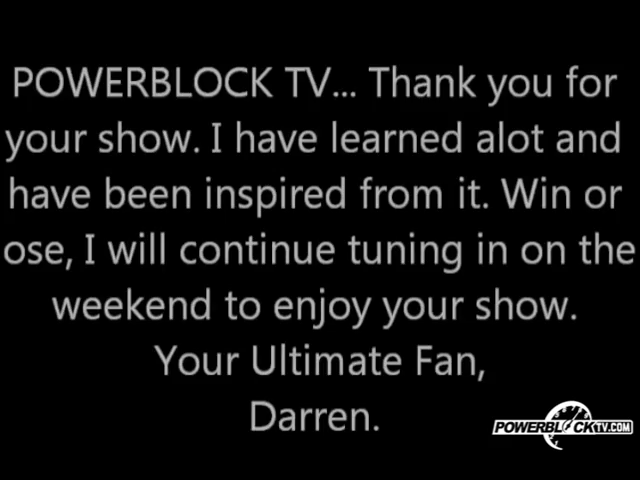 POWERBLOCK TV... Thank you for
your show. I have learned alot and
have been inspired from it. Win or
ose, I will continue tuning in on the
weekend to enjoy your show.
Your Ultimate Fan,
Darren.
POWERBLOCKTV.COM